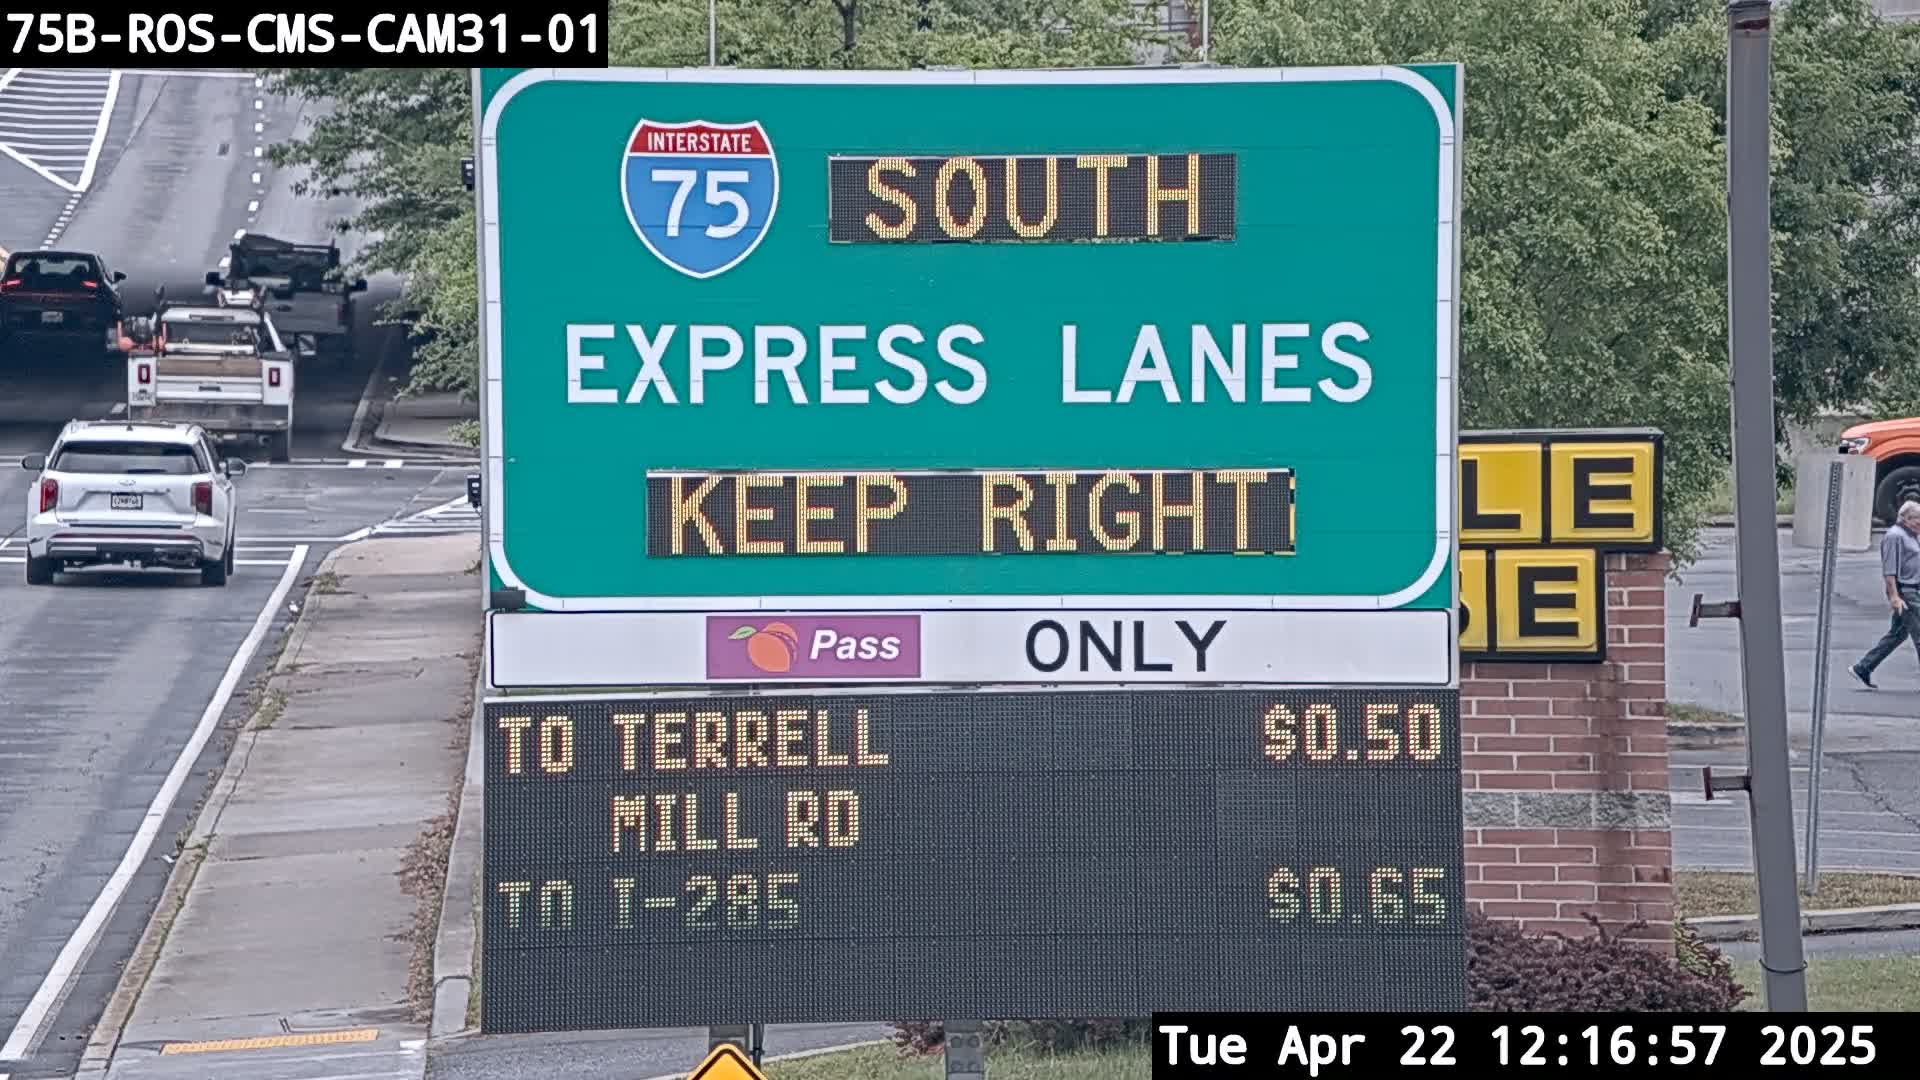 75B-ROS-CMS-CAM31-01
INTERSTATE
75
SOUTH
EXPRESS LANES
KEEP RIGHT
Pass ONLY
TO TERRELL $0.50
MILL RD
TO I-285 $0.65
LE
E
Tue Apr 22 12:16:57 2025